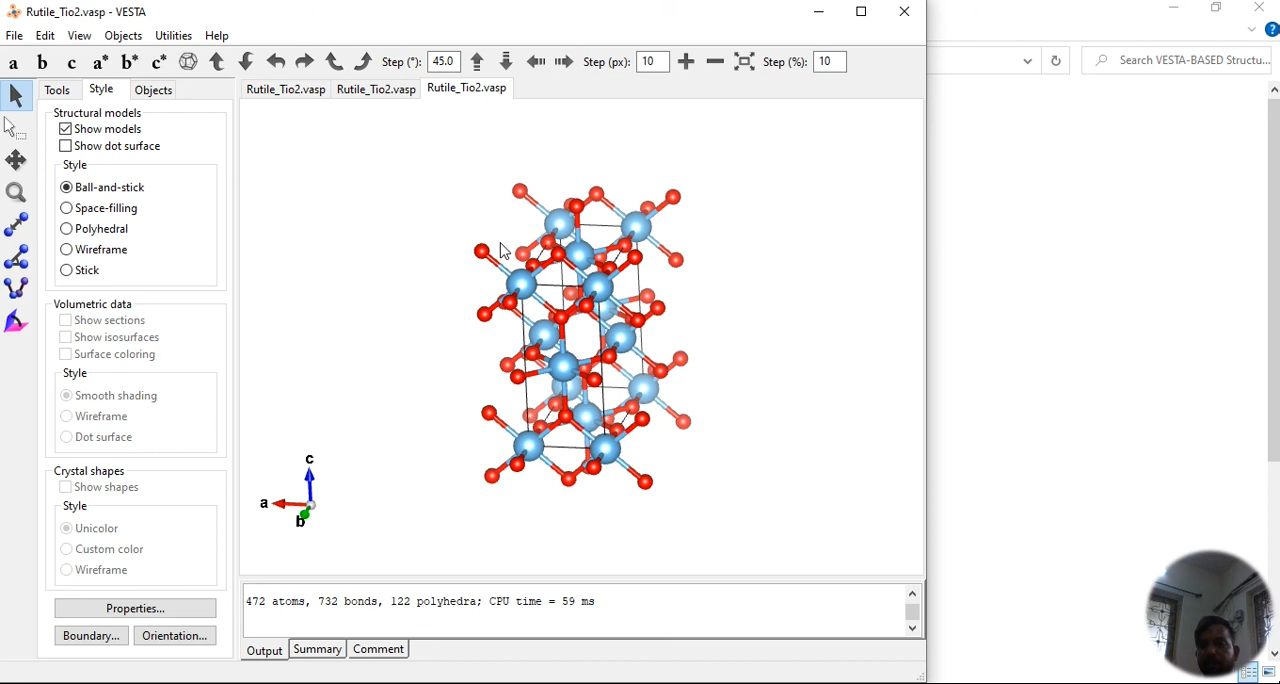 Rutile_Tio2.vasp - VESTA
File Edit View Objects Utilities Help
a b c a* b* c* Step (°): 45.0 Step (px): 10 Step (%): 10
Search VESTA-BASED Structu...
Tools Style Objects
Rutile_Tio2.vasp Rutile_Tio2.vasp Rutile_Tio2.vasp
Structural models
Show models
Show dot surface
Style
Ball-and-stick
Space-filling
Polyhedral
Wireframe
Stick
Volumetric data
Show sections
Show isosurfaces
Surface coloring
Style
Smooth shading
Wireframe
Dot surface
Crystal shapes
Show shapes
Style
Unicolor
Custom color
Wireframe
Properties...
Boundary... Orientation...
c
a
b
472 atoms, 732 bonds, 122 polyhedra; CPU time = 59 ms
Output Summary Comment